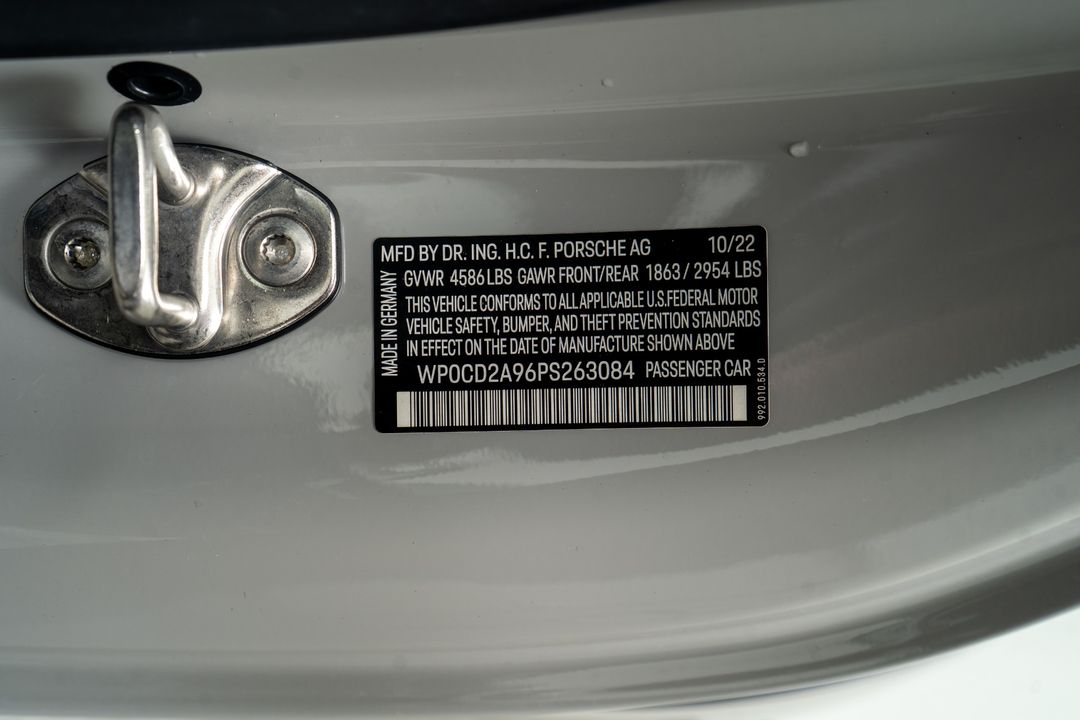 MFD BY DR. ING. H.C. F. PORSCHE AG 10/22
GVWR 4586 LBS GAWR FRONT/REAR 1863 / 2954 LBS
THIS VEHICLE CONFORMS TO ALL APPLICABLE U.S. FEDERAL MOTOR
VEHICLE SAFETY, BUMPER, AND THEFT PREVENTION STANDARDS
IN EFFECT ON THE DATE OF MANUFACTURE SHOWN ABOVE
WP0CD2A96PS263084 PASSENGER CAR
MADE IN GERMANY
992.010.534.D